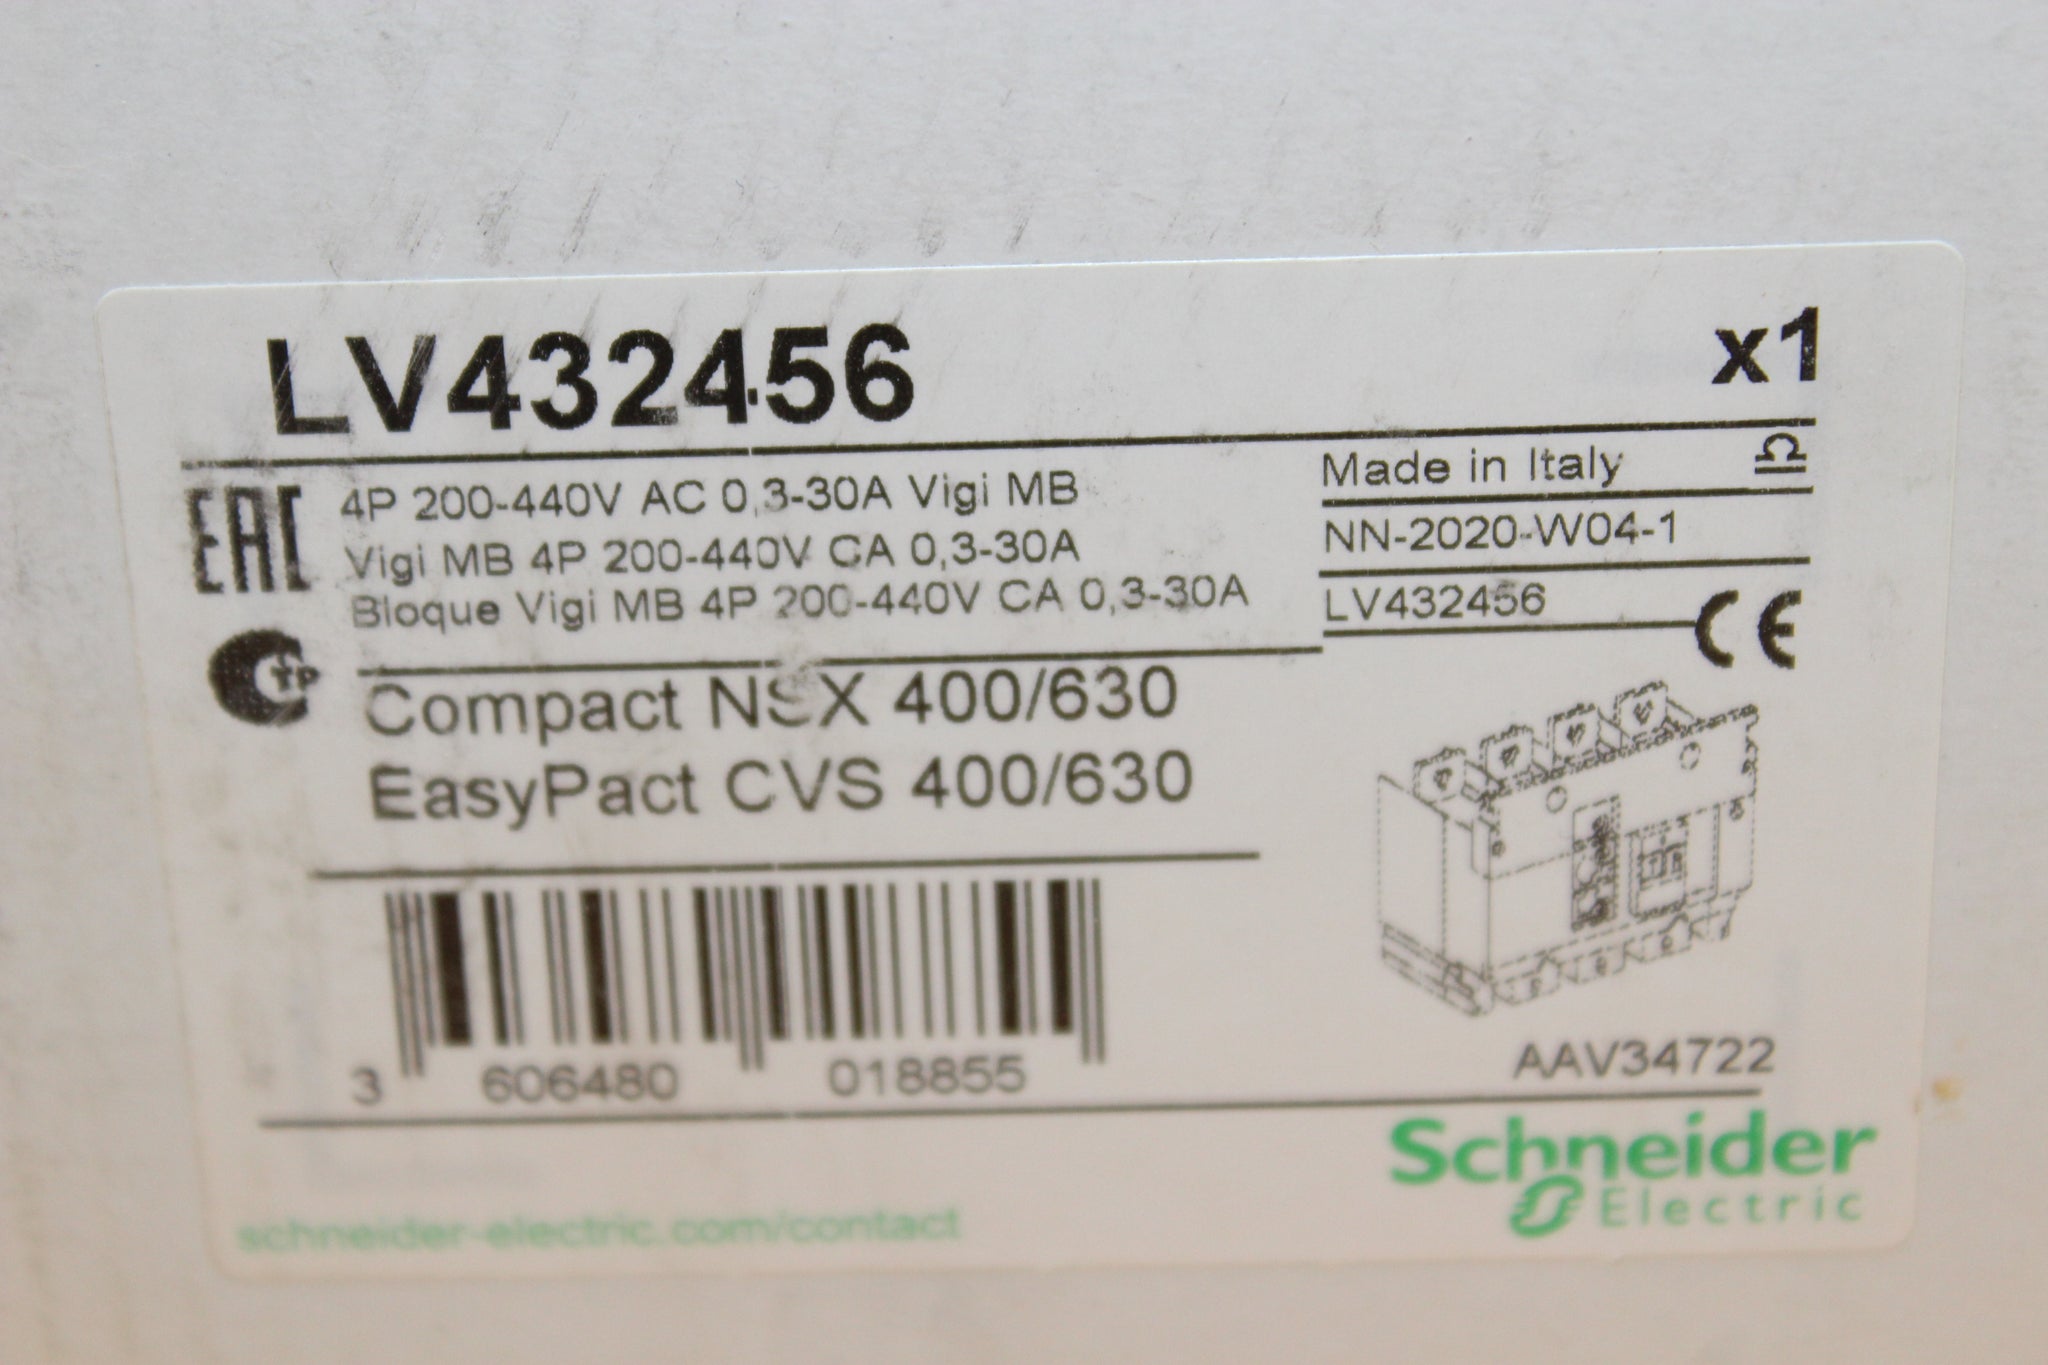 LV432456
x1
4P 200-440V AC 0,3-30A Vigi MB
Vigi MB 4P 200-440V CA 0,3-30A
Bloque Vigi MB 4P 200-440V CA 0,3-30A
Made in Italy
NN-2020-W04-1
LV432456
EAC
CE
Compact NSX 400/630
EasyPact CVS 400/630
3 606480 018855
AAV34722
Schneider
Electric
schneider-electric.com/contact